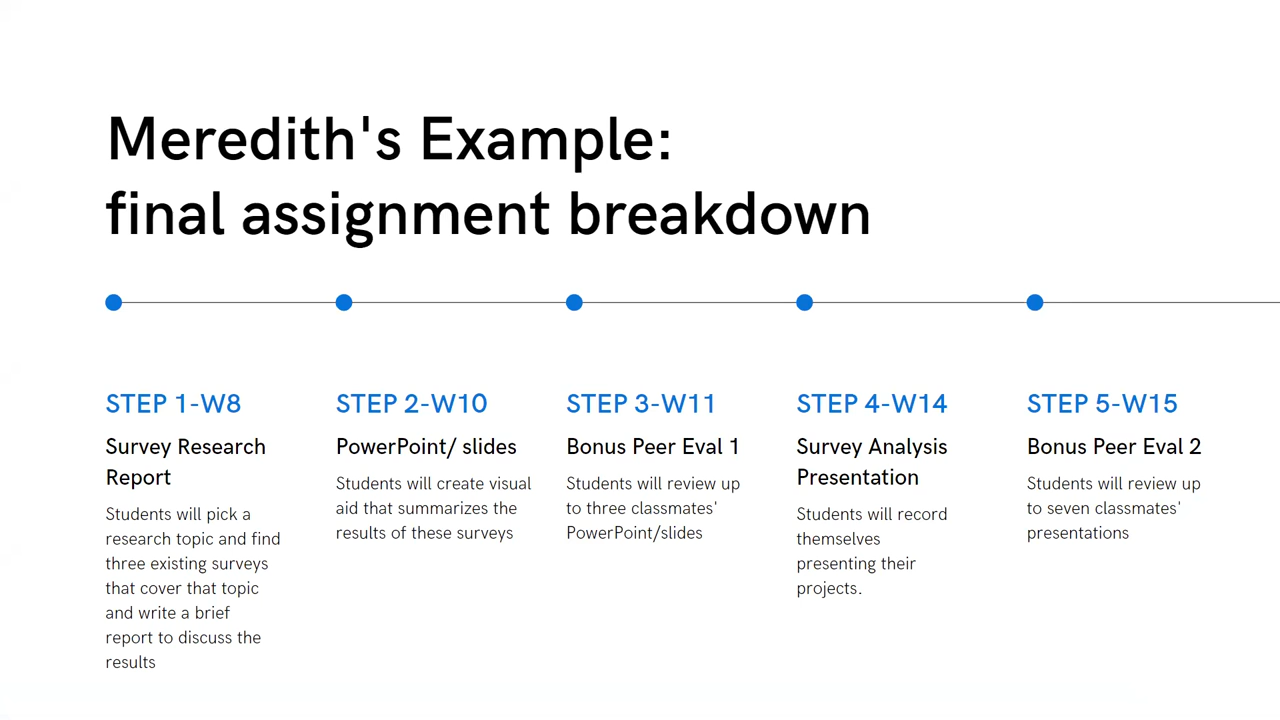 Meredith's Example:
final assignment breakdown
STEP 1-W8
Survey Research
Report
Students will pick a
research topic and find
three existing surveys
that cover that topic
and write a brief
report to discuss the
results
STEP 2-W10
PowerPoint/ slides
Students will create visual
aid that summarizes the
results of these surveys
STEP 3-W11
Bonus Peer Eval 1
Students will review up
to three classmates'
PowerPoint/slides
STEP 4-W14
Survey Analysis
Presentation
Students will record
themselves
presenting their
projects.
STEP 5-W15
Bonus Peer Eval 2
Students will review up
to seven classmates'
presentations